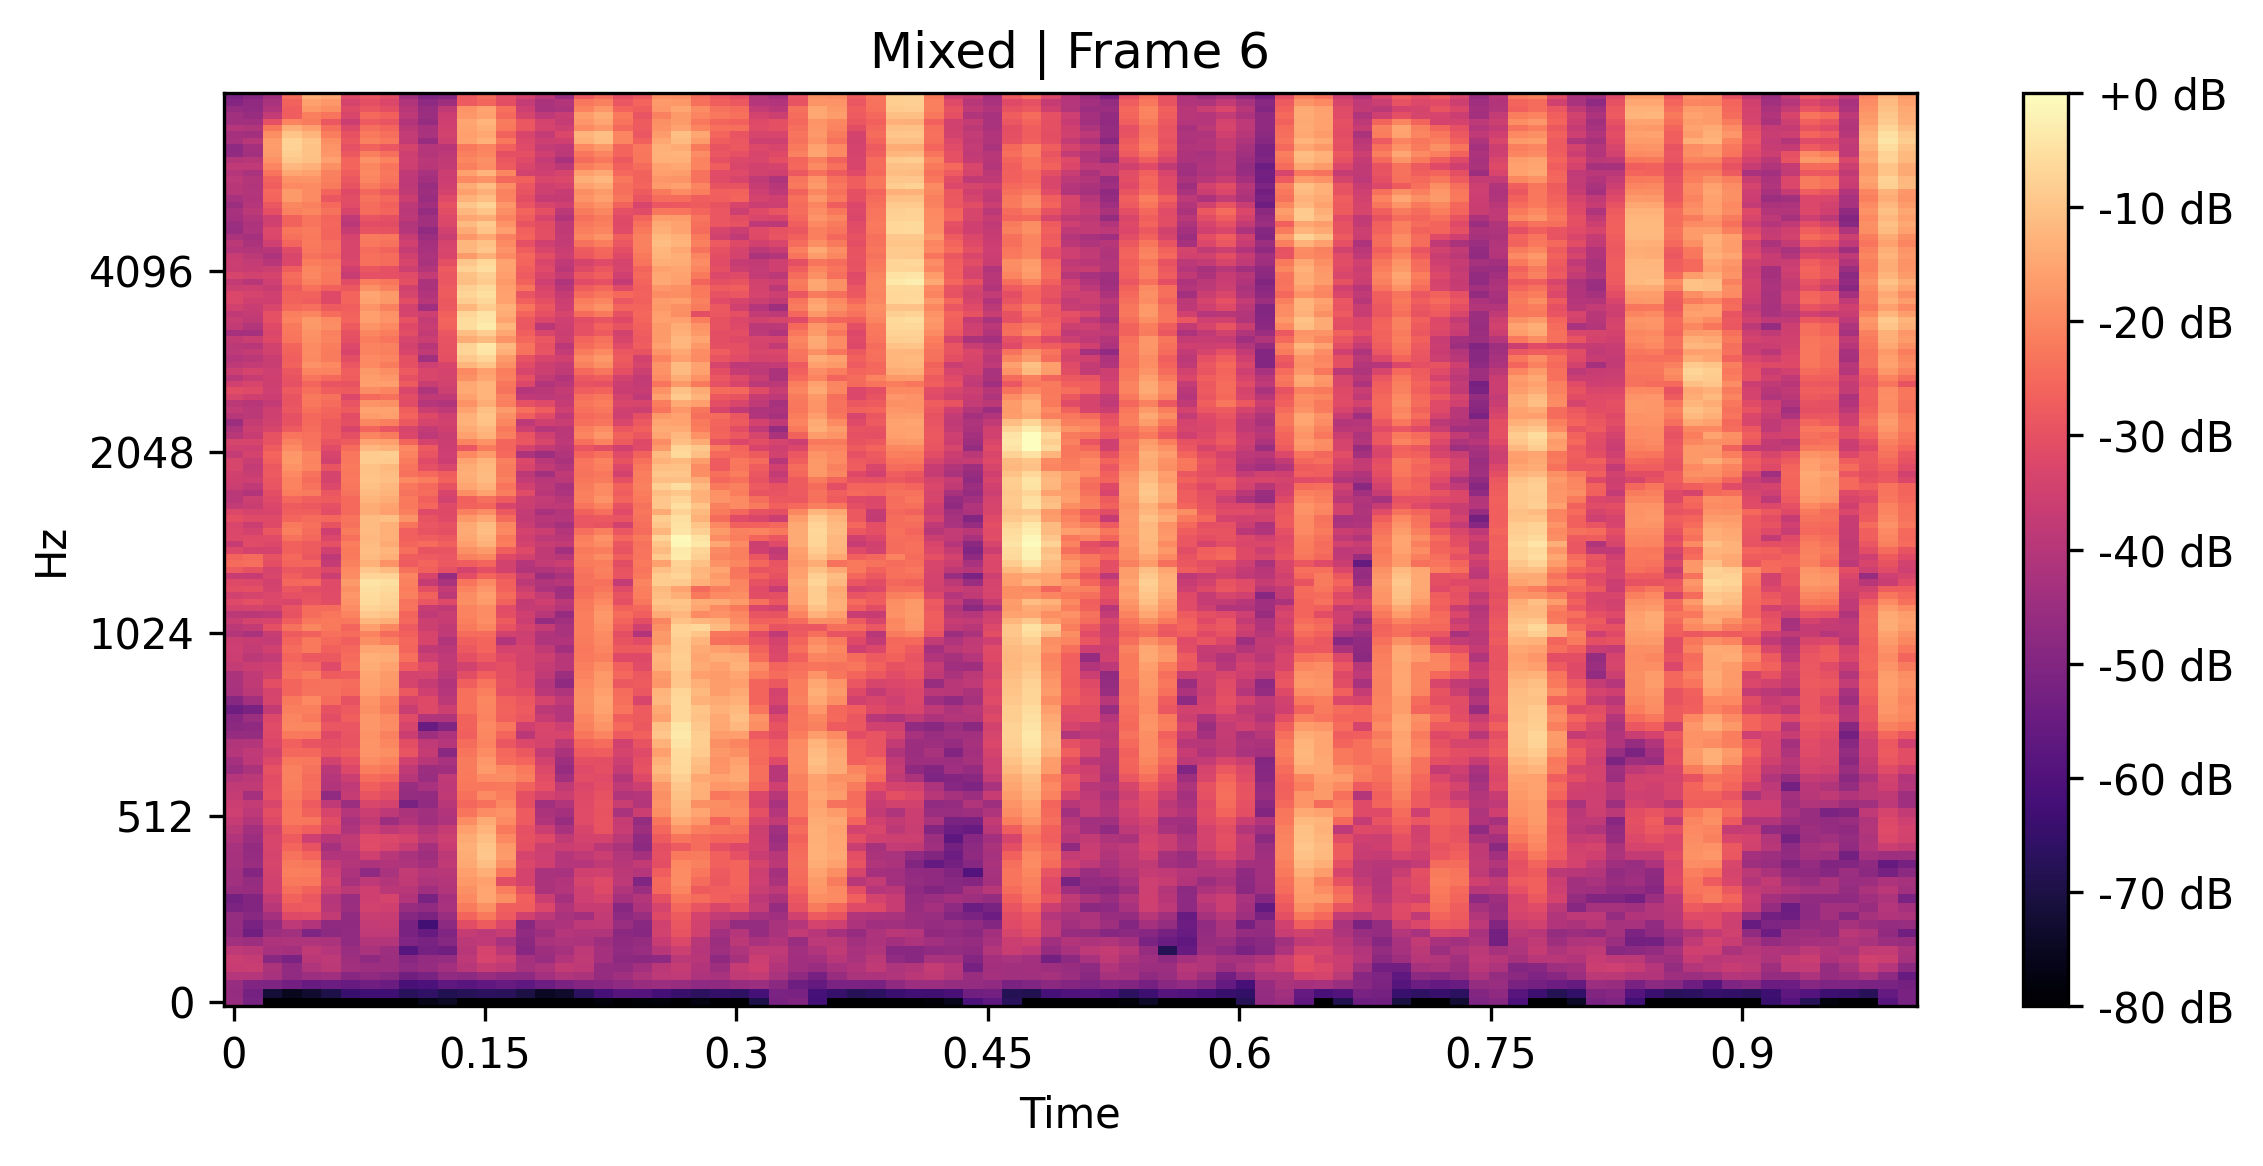 Mixed | Frame 6
+0 dB
-10 dB
-20 dB
-30 dB
-40 dB
-50 dB
-60 dB
-70 dB
-80 dB
4096
2048
1024
512
0
Hz
0 0.15 0.3 0.45 0.6 0.75 0.9
Time